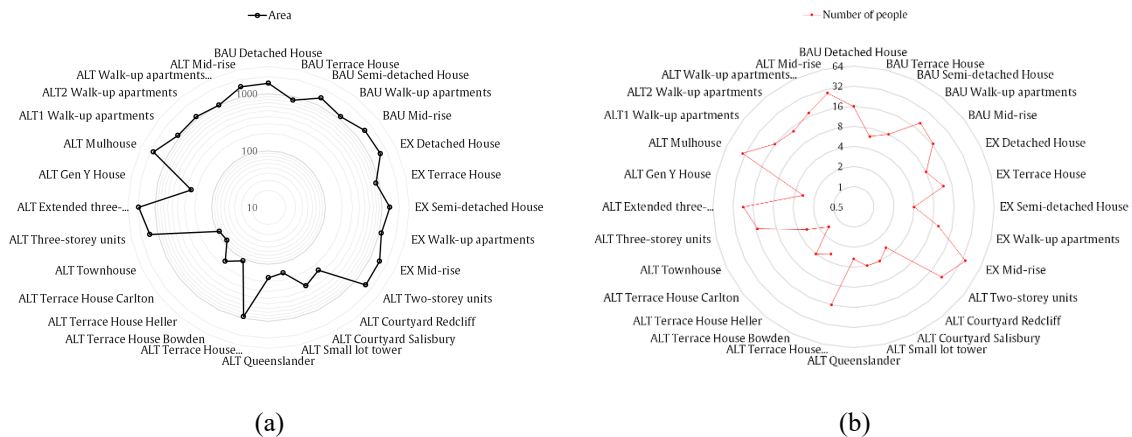 Area
BAU Detached House
BAU Terrace House
BAU Semi-detached House
BAU Walk-up apartments
BAU Mid-rise
EX Detached House
EX Terrace House
EX Semi-detached House
EX Walk-up apartments
EX Mid-rise
ALT Two-storey units
ALT Courtyard Redcliff
ALT Courtyard Salisbury
ALT Small lot tower
ALT Queenslander
ALT Terrace House...
ALT Terrace House Bowden
ALT Terrace House Heller
ALT Terrace House Carlton
ALT Townhouse
ALT Three-storey units
ALT Extended three-...
ALT Gen Y House
ALT Mulhouse
ALT1 Walk-up apartments
ALT2 Walk-up apartments
ALT Walk-up apartments...
ALT Mid-rise
1000
100
10
(a)
Number of people
BAU Detached House
BAU Terrace House
BAU Semi-detached House
BAU Walk-up apartments
BAU Mid-rise
EX Detached House
EX Terrace House
EX Semi-detached House
EX Walk-up apartments
EX Mid-rise
ALT Two-storey units
ALT Courtyard Redcliff
ALT Courtyard Salisbury
ALT Small lot tower
ALT Queenslander
ALT Terrace House...
ALT Terrace House Bowden
ALT Terrace House Heller
ALT Terrace House Carlton
ALT Townhouse
ALT Three-storey units
ALT Extended three-...
ALT Gen Y House
ALT Mulhouse
ALT1 Walk-up apartments
ALT2 Walk-up apartments
ALT Walk-up apartments...
ALT Mid-rise
64
32
16
8
4
2
1
0.5
(b)